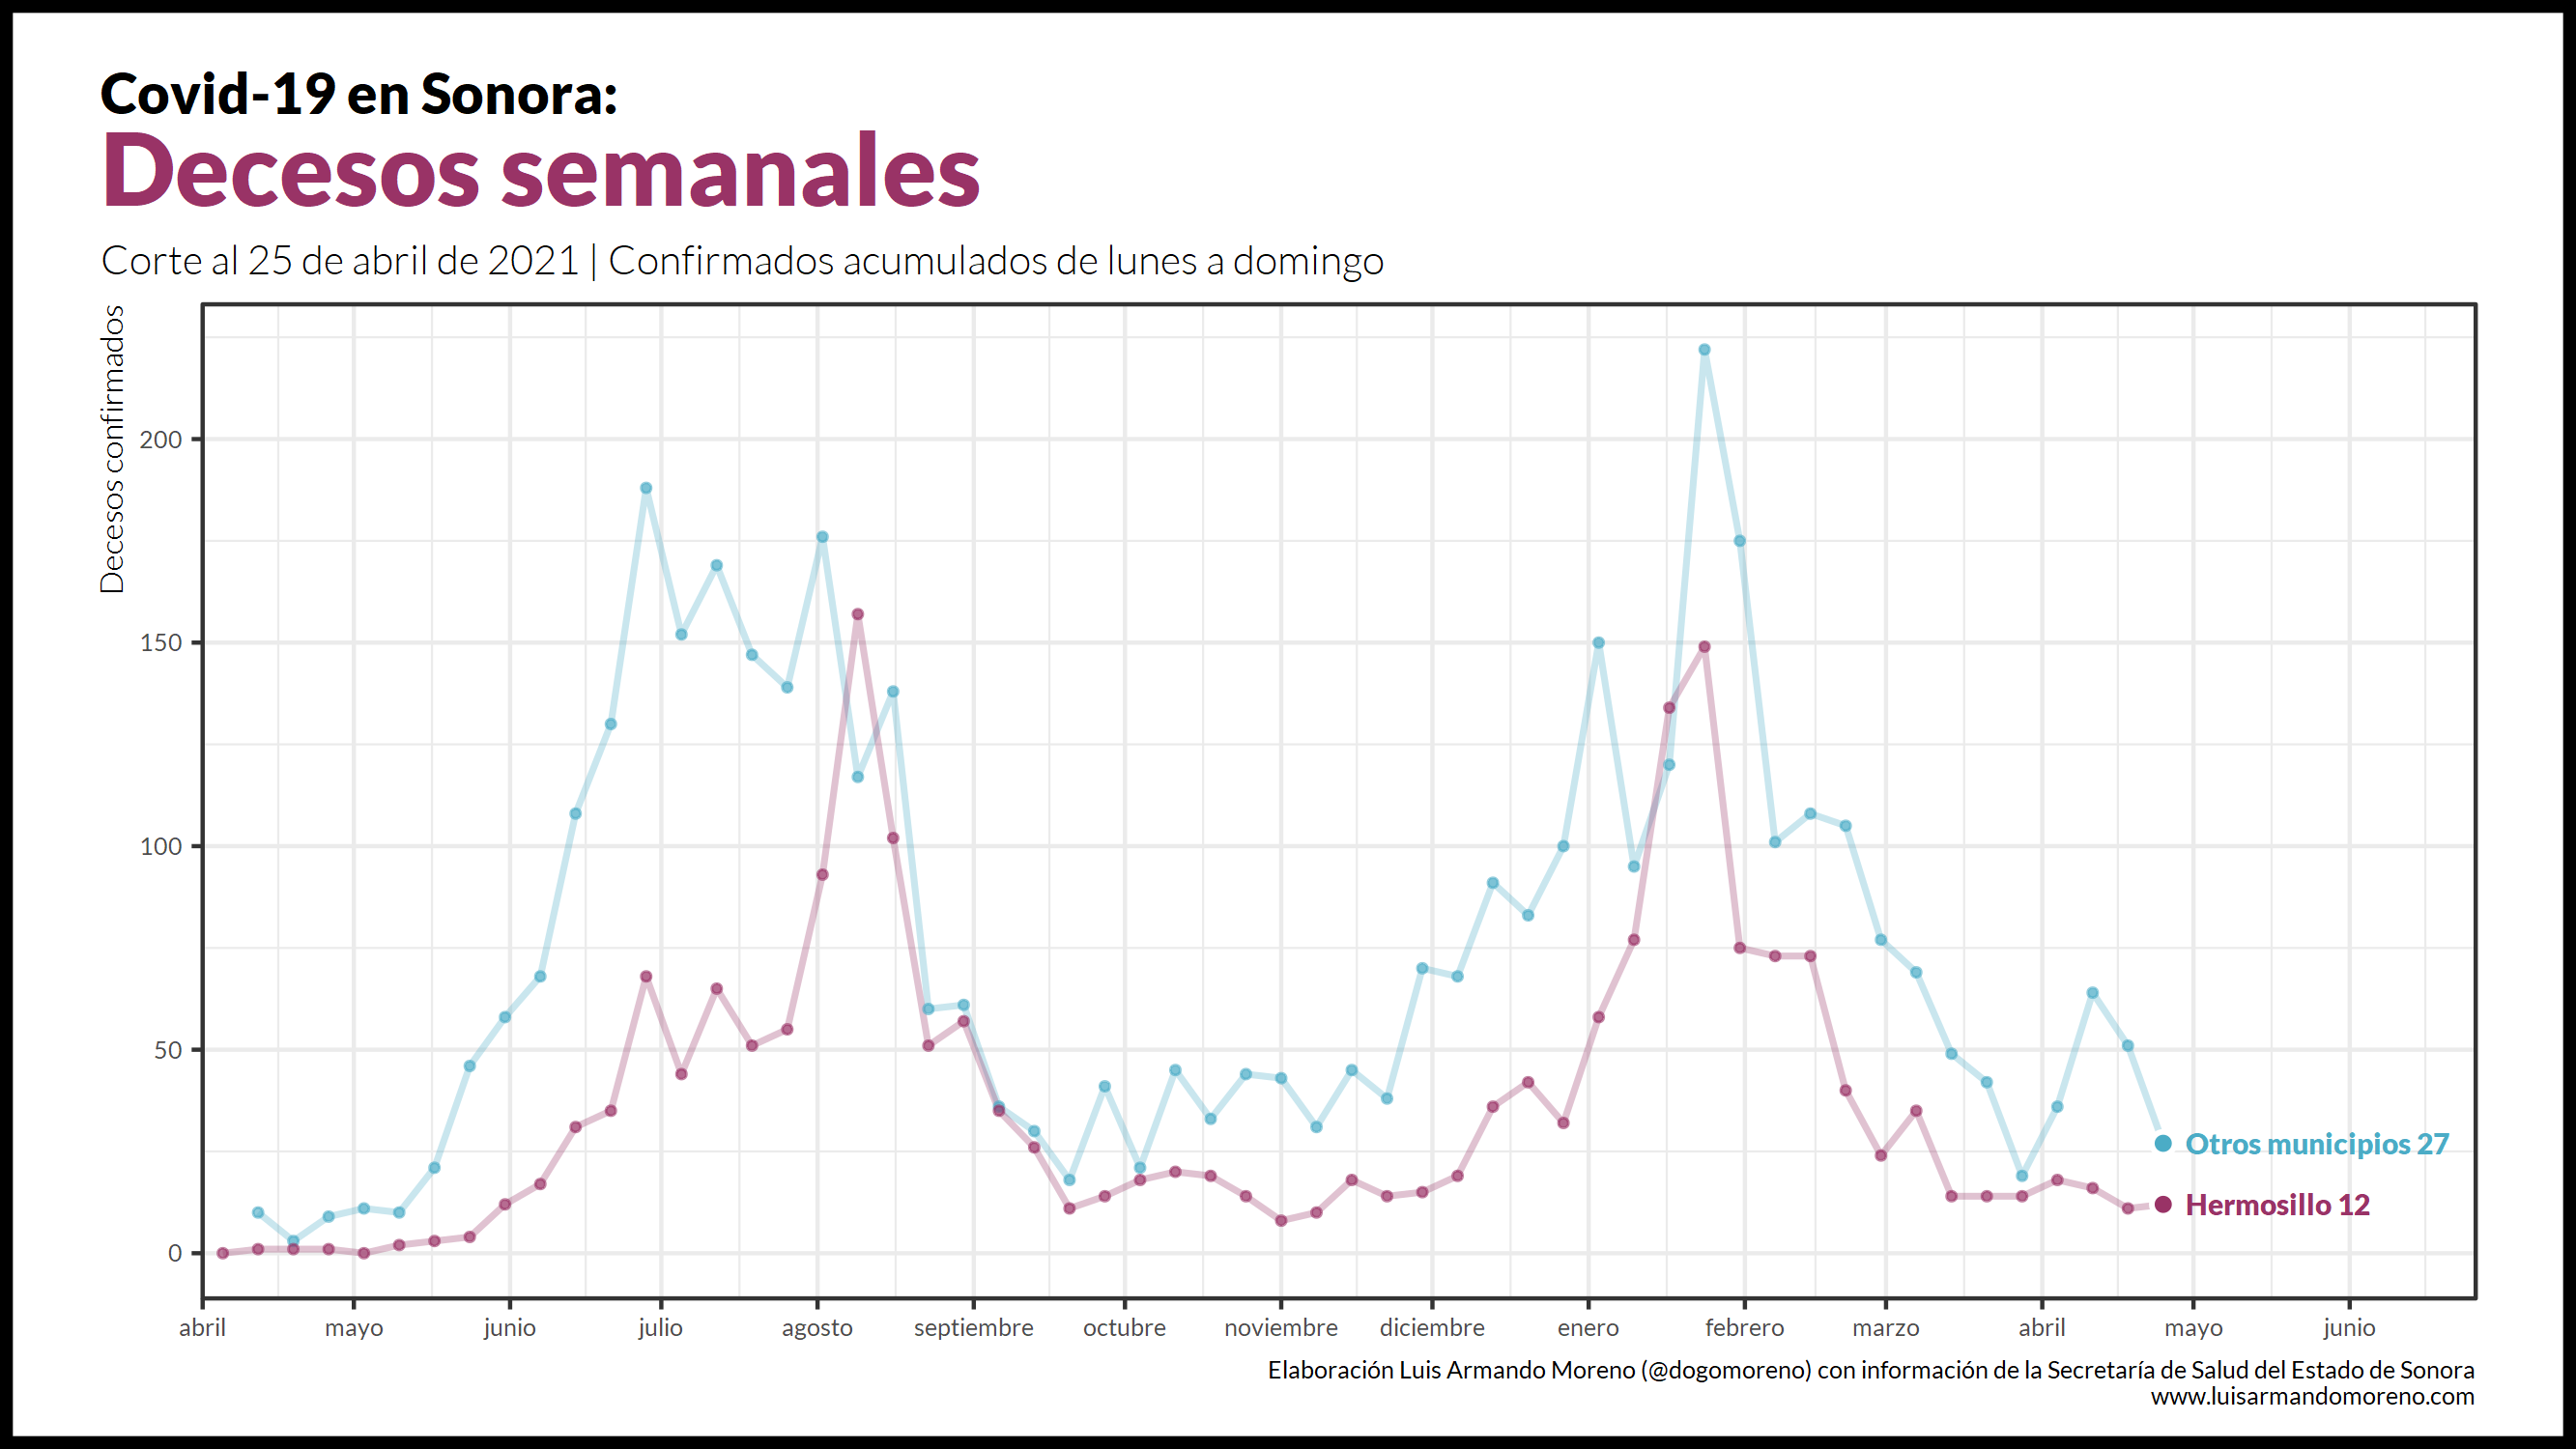 Covid-19 en Sonora:
Decesos semanales
Corte al 25 de abril de 2021 | Confirmados acumulados de lunes a domingo
Decesos confirmados
200
150
100
50
0
Otros municipios 27
Hermosillo 12
abril mayo junio julio agosto septiembre octubre noviembre diciembre enero febrero marzo abril mayo junio
Elaboración Luis Armando Moreno (@dogomoreno) con información de la Secretaría de Salud del Estado de Sonora
www.luisarmandomoreno.com